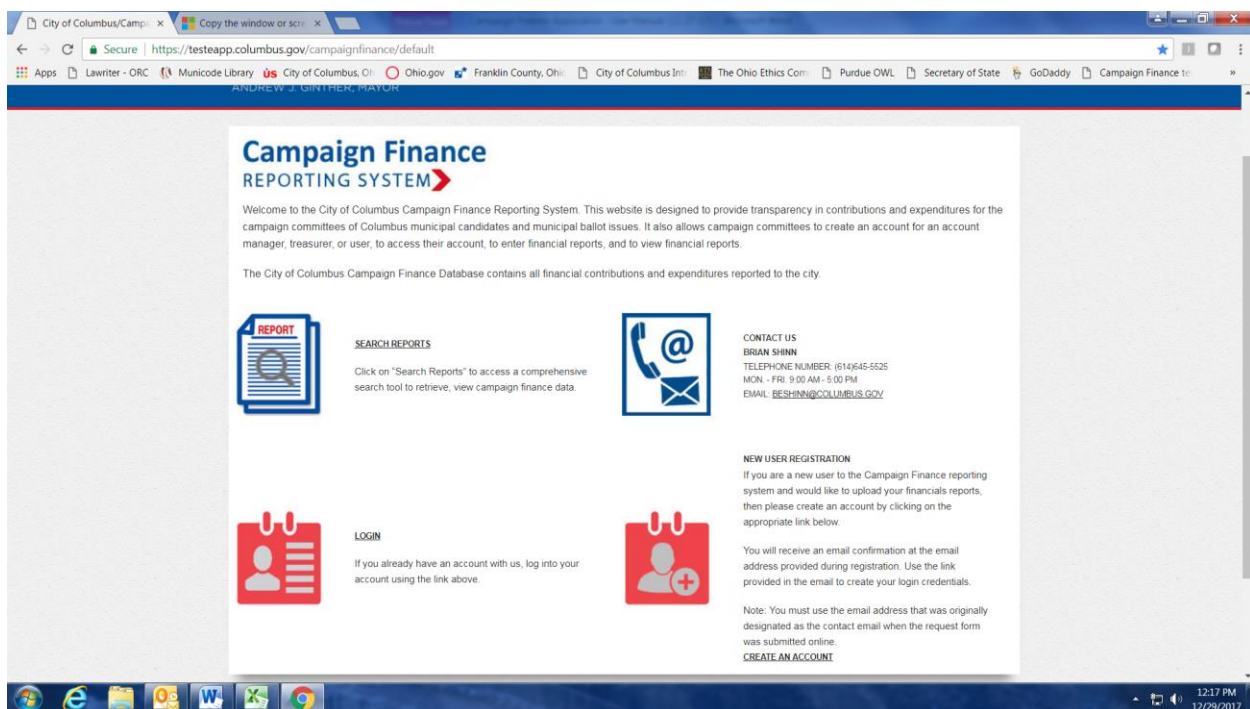 City of Columbus/Camp
Copy the window or scre
Secure | https://testeapp.columbus.gov/campaignfinance/default
Apps Lawriter - ORC Municode Library City of Columbus, Oh Ohio.gov Franklin County, Ohi City of Columbus Int The Ohio Ethics Com Purdue OWL Secretary of State GoDaddy Campaign Finance te »
ANDREW J. GINTHER, MAYOR
Campaign Finance
REPORTING SYSTEM
Welcome to the City of Columbus Campaign Finance Reporting System. This website is designed to provide transparency in contributions and expenditures for the
campaign committees of Columbus municipal candidates and municipal ballot issues. It also allows campaign committees to create an account for an account
manager, treasurer, or user, to access their account, to enter financial reports, and to view financial reports.
The City of Columbus Campaign Finance Database contains all financial contributions and expenditures reported to the city.
REPORT
SEARCH REPORTS
Click on "Search Reports" to access a comprehensive
search tool to retrieve, view campaign finance data.
@
CONTACT US
BRIAN SHINN
TELEPHONE NUMBER: (614)645-5525
MON. - FRI. 9:00 AM - 5:00 PM
EMAIL: BESHINN@COLUMBUS.GOV
LOGIN
If you already have an account with us, log into your
account using the link above.
NEW USER REGISTRATION
If you are a new user to the Campaign Finance reporting
system and would like to upload your financials reports,
then please create an account by clicking on the
appropriate link below.
You will receive an email confirmation at the email
address provided during registration. Use the link
provided in the email to create your login credentials.
Note: You must use the email address that was originally
designated as the contact email when the request form
was submitted online.
CREATE AN ACCOUNT
12:17 PM
12/29/2017